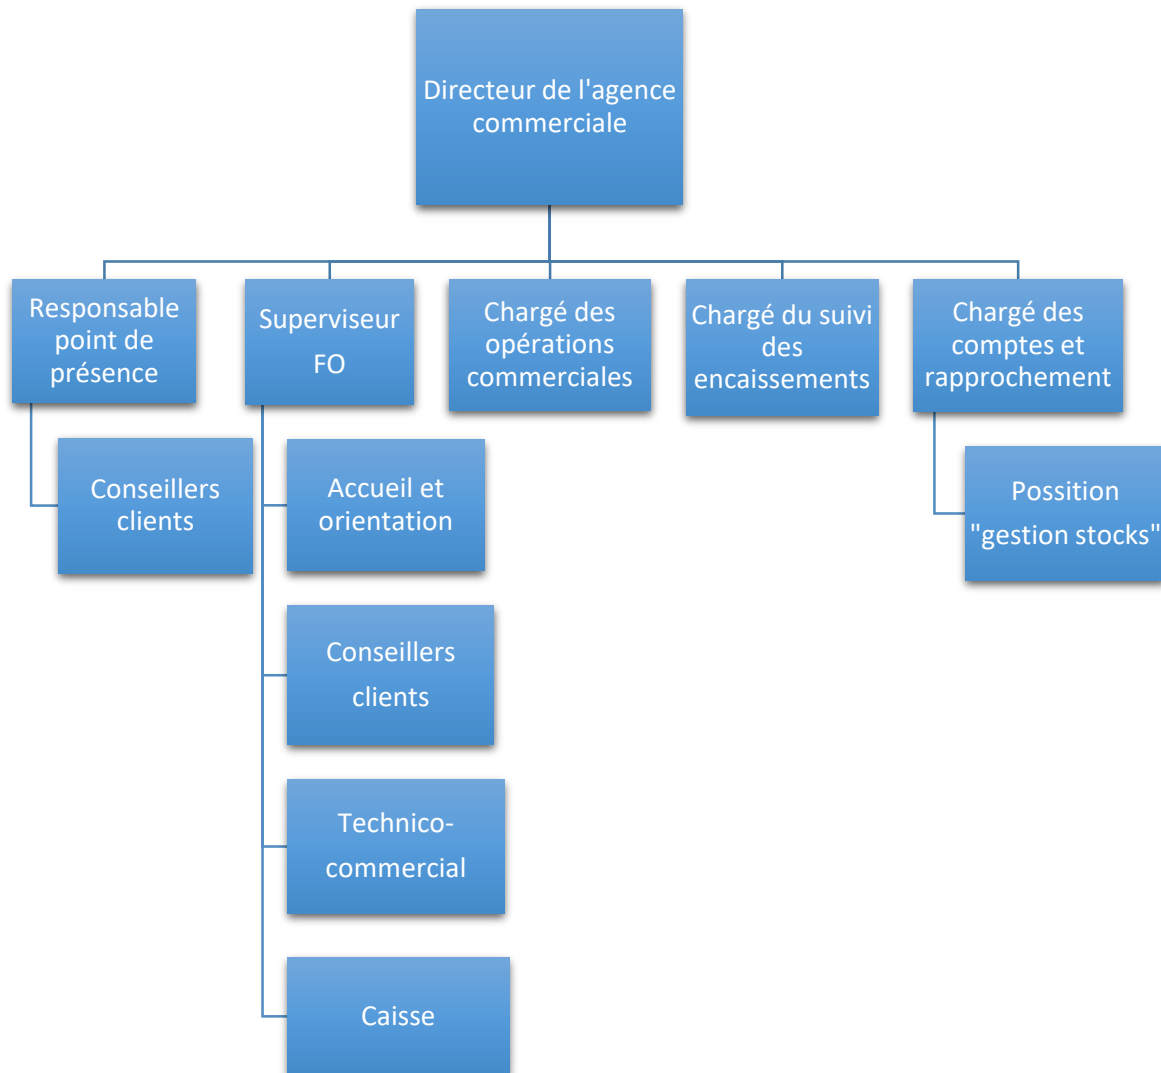 Directeur de l'agence
commerciale
Responsable
point de
présence
Superviseur
FO
Chargé des
opérations
commerciales
Chargé du suivi
des
encaissements
Chargé des
comptes et
rapprochement
Conseillers
clients
Accueil et
orientation
Possition
"gestion stocks"
Conseillers
clients
Technico-
commercial
Caisse